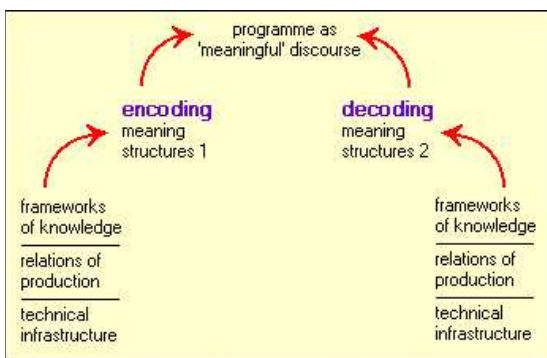 programme as
'meaningful' discourse
encoding
meaning
structures 1
decoding
meaning
structures 2
frameworks
of knowledge
relations of
production
technical
infrastructure
frameworks
of knowledge
relations of
production
technical
infrastructure